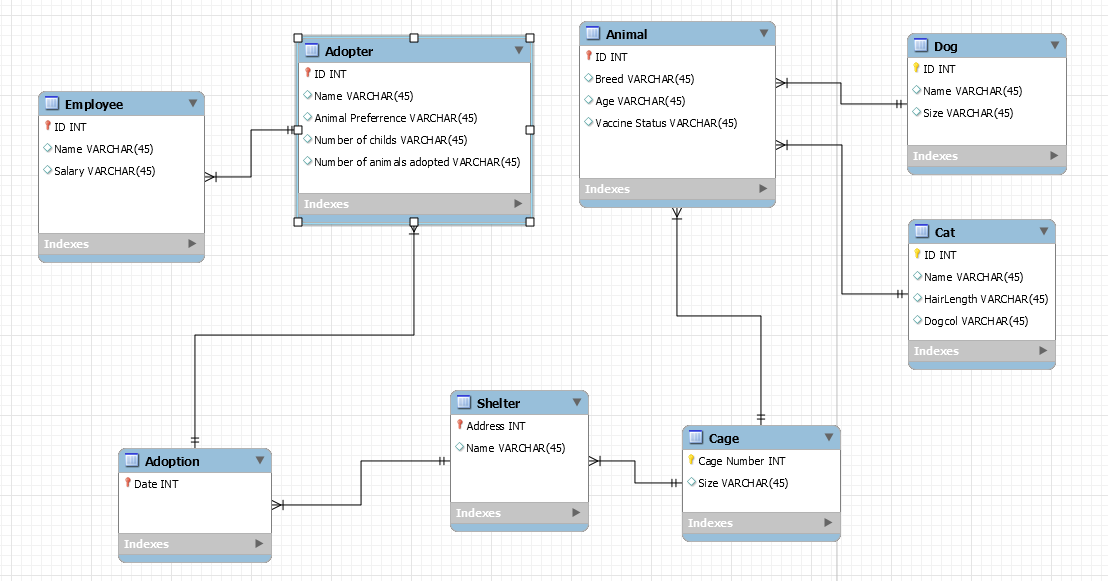 Employee
ID INT
Name VARCHAR(45)
Salary VARCHAR(45)
Indexes
Adopter
ID INT
Name VARCHAR(45)
Animal Preferrence VARCHAR(45)
Number of childs VARCHAR(45)
Number of animals adopted VARCHAR(45)
Indexes
Animal
ID INT
Breed VARCHAR(45)
Age VARCHAR(45)
Vaccine Status VARCHAR(45)
Indexes
Dog
ID INT
Name VARCHAR(45)
Size VARCHAR(45)
Indexes
Cat
ID INT
Name VARCHAR(45)
HairLength VARCHAR(45)
Dogcol VARCHAR(45)
Indexes
Adoption
Date INT
Indexes
Shelter
Address INT
Name VARCHAR(45)
Indexes
Cage
Cage Number INT
Size VARCHAR(45)
Indexes